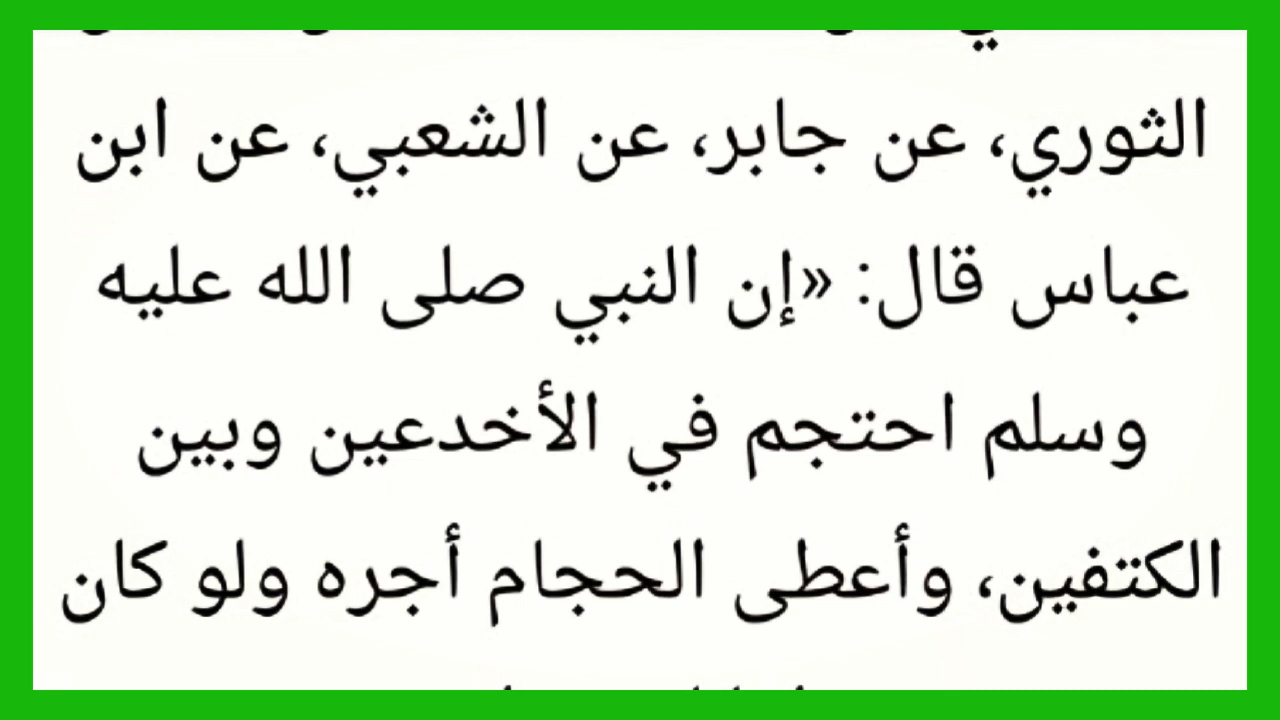 الثوري، عن جابر، عن الشعبي، عن ابن
عباس قال: «إن النبي صلى الله عليه
وسلم احتجم في الأخدعين وبين
الكتفين، وأعطى الحجام أجره ولو كان